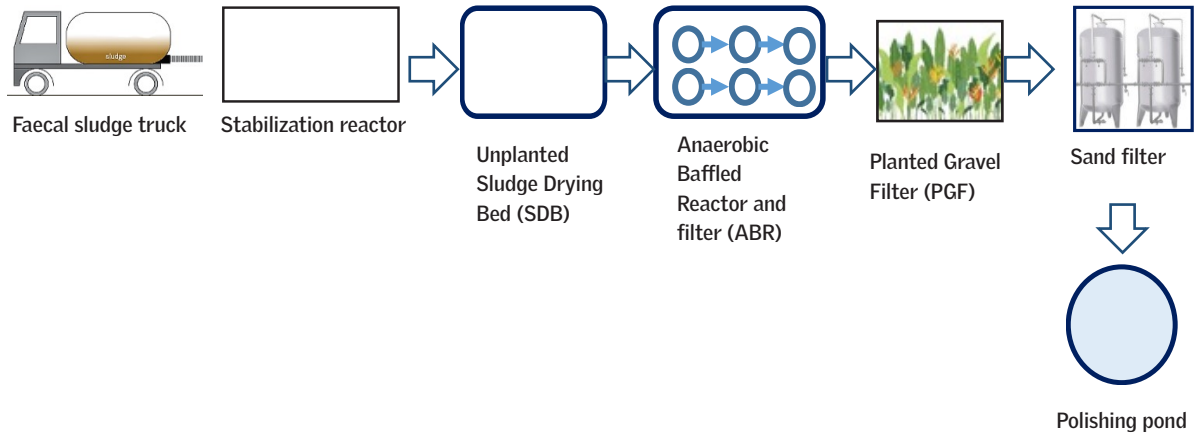 sludge
Faecal sludge truck
Stabilization reactor
Unplanted
Sludge Drying
Bed (SDB)
Anaerobic
Baffled
Reactor and
filter (ABR)
Planted Gravel
Filter (PGF)
Sand filter
Polishing pond